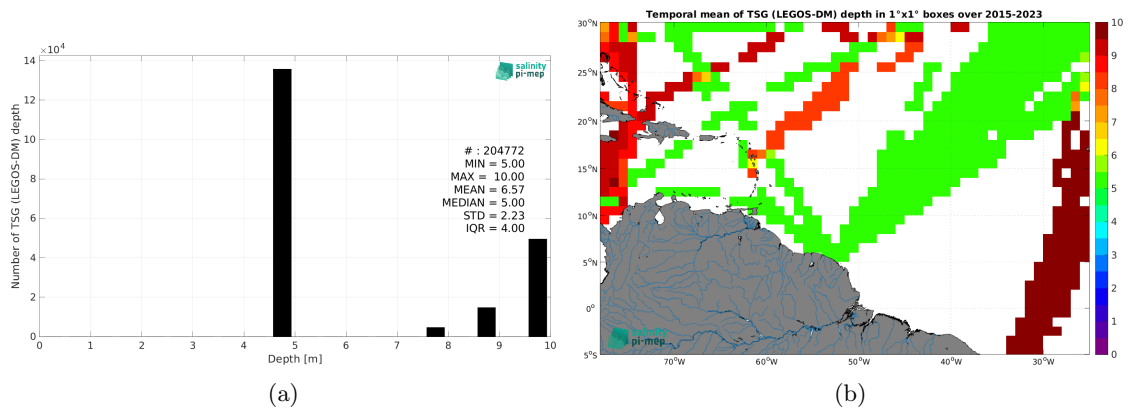 ×10⁴
14
12
10
8
6
4
2
0
Number of TSG (LEGOS-DM) depth
salinity
pi-mep
# : 204772
MIN = 5.00
MAX = 10.00
MEAN = 6.57
MEDIAN = 5.00
STD = 2.23
IQR = 4.00
0 1 2 3 4 5 6 7 8 9 10
Depth [m]
(a)
Temporal mean of TSG (LEGOS-DM) depth in 1°x1° boxes over 2015-2023
30°N
25°N
20°N
15°N
10°N
5°N
0°
5°S
70°W 60°W 50°W 40°W 30°W
salinity
pi-mep
10
9
8
7
6
5
4
3
2
1
0
(b)